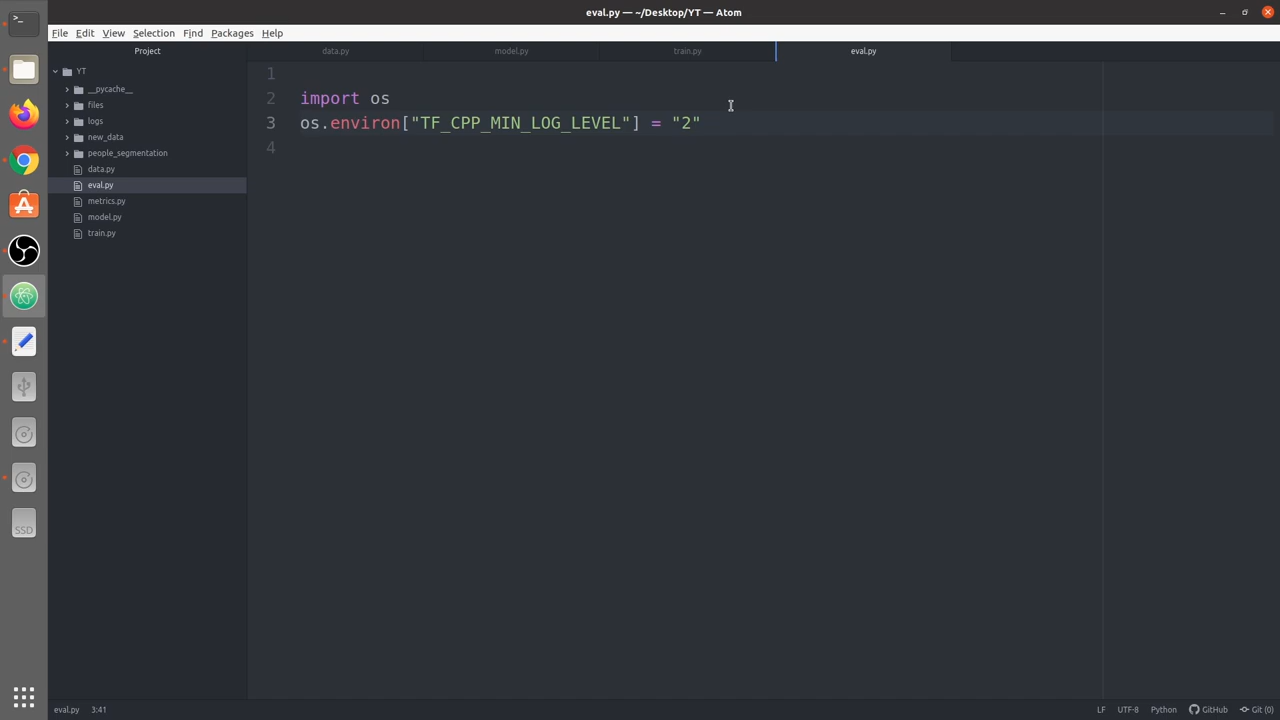 eval.py — ~/Desktop/YT — Atom
File Edit View Selection Find Packages Help
Project
data.py
model.py
train.py
eval.py
YT
__pycache__
files
logs
new_data
people_segmentation
data.py
eval.py
metrics.py
model.py
train.py
1
2 import os
3 os.environ["TF_CPP_MIN_LOG_LEVEL"] = "2"
4
>_
SSD
eval.py 3:41
LF UTF-8 Python GitHub Git (0)